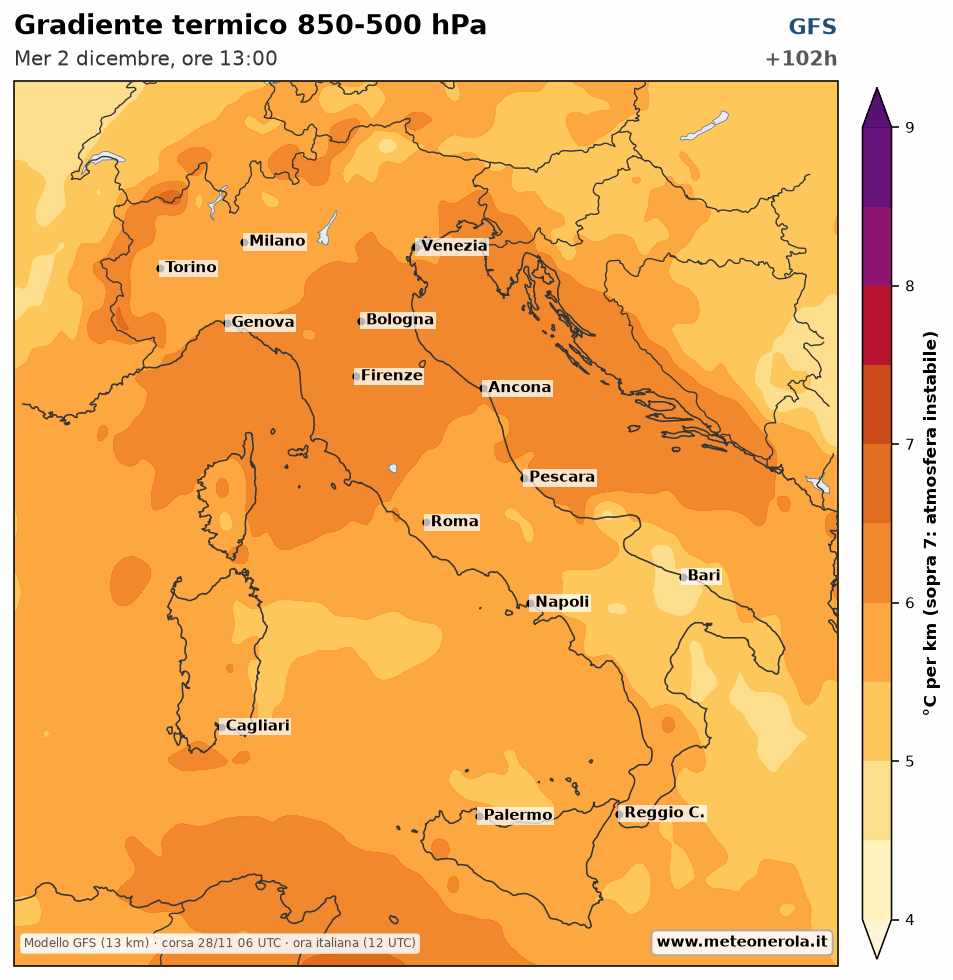 Gradiente termico 850-500 hPa
GFS
Mer 2 dicembre, ore 13:00
+102h
Milano
Venezia
Torino
Genova
Bologna
Firenze
Ancona
Pescara
Roma
Bari
Napoli
Cagliari
Palermo
Reggio C.
9
8
7
6
5
4
°C per km (sopra 7: atmosfera instabile)
Modello GFS (13 km) · corsa 28/11 06 UTC · ora italiana (12 UTC)
www.meteonerola.it